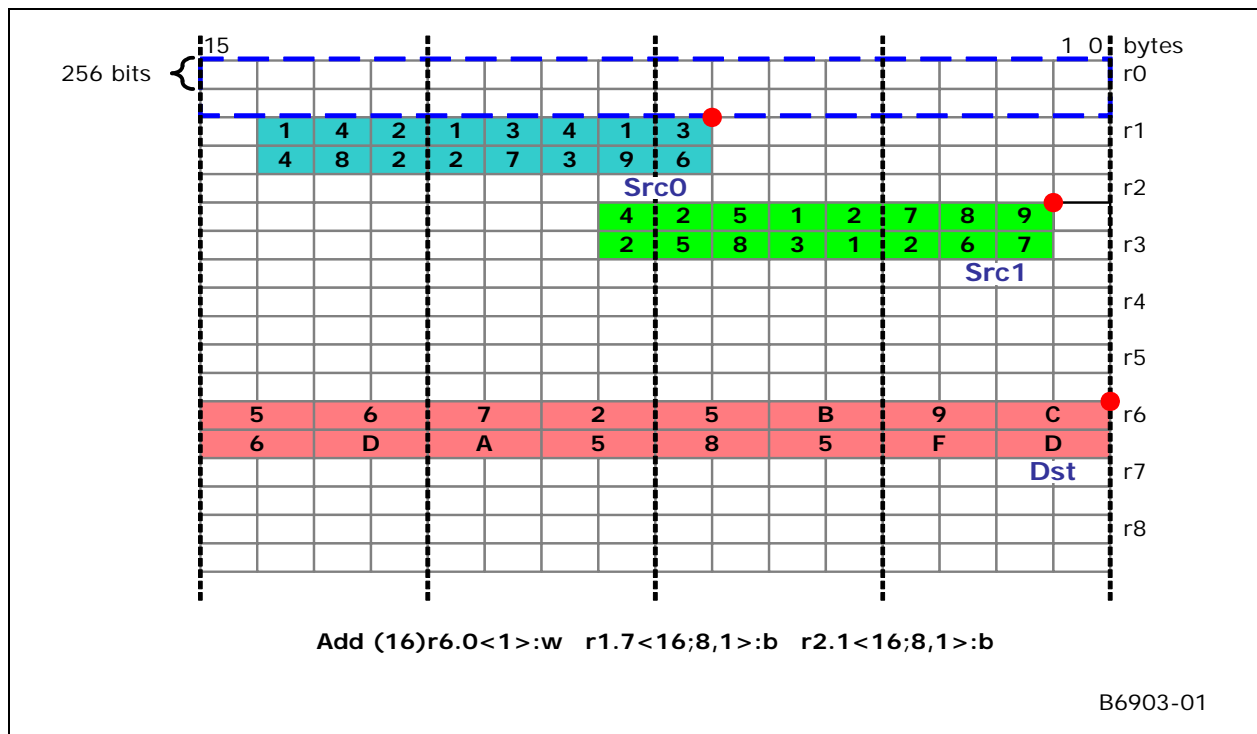 15 1 0 bytes
256 bits r0
1 4 2 1 3 4 1 3 r1
4 8 2 2 7 3 9 6
Src0 r2
4 2 5 1 2 7 8 9
2 5 8 3 1 2 6 7 r3
Src1
r4
r5
5 6 7 2 5 B 9 C r6
6 D A 5 8 5 F D
Dst r7
r8
Add (16)r6.0<1>:w r1.7<16;8,1>:b r2.1<16;8,1>:b
B6903-01